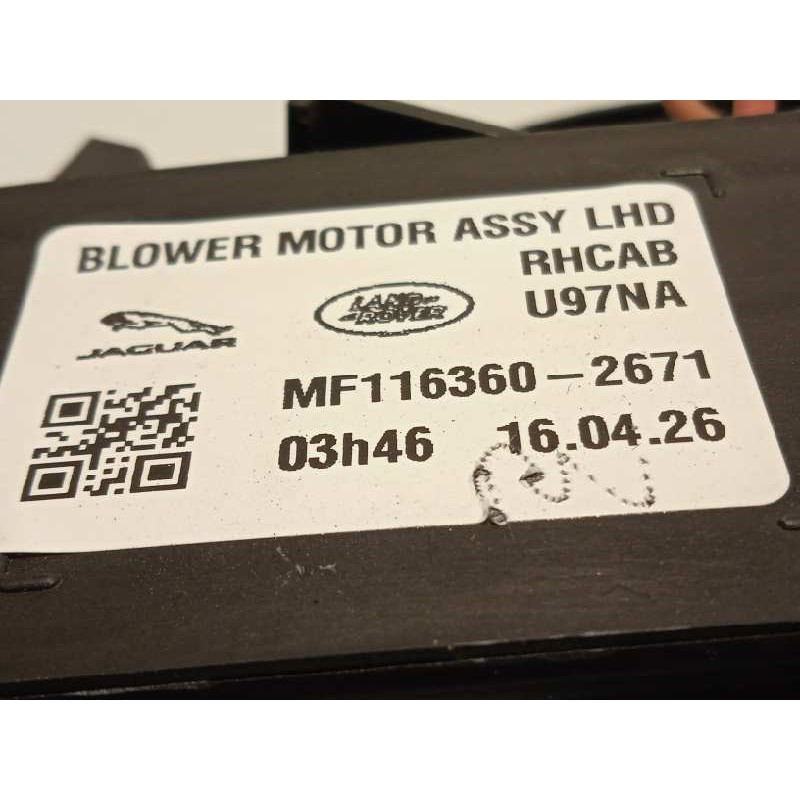 BLOWER MOTOR ASSY LHD
RHCAB
U97NA
JAGUAR
LAND ROVER
MF116360-2671
03h46 16.04.26